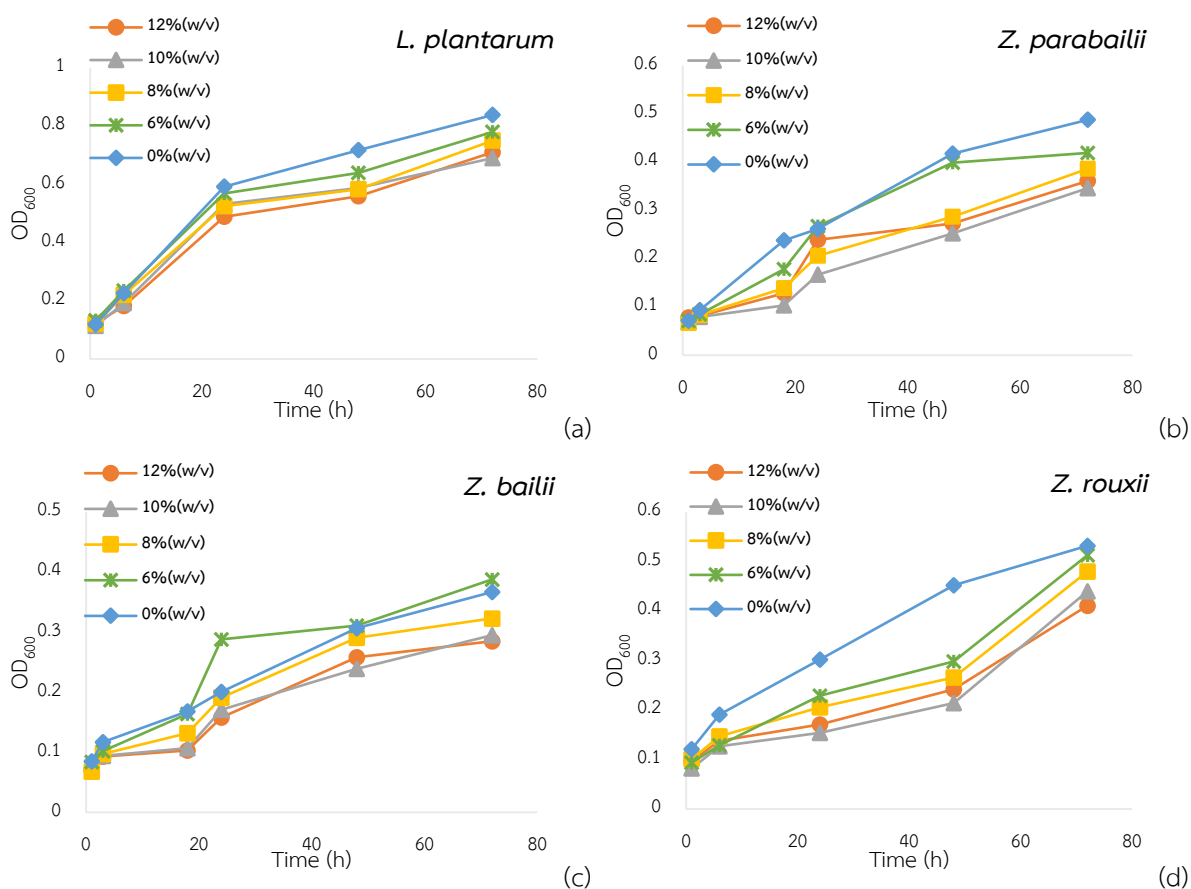 12%(w/v)
10%(w/v)
8%(w/v)
6%(w/v)
0%(w/v)
L. plantarum
1
0.8
0.6
0.4
0.2
0
OD600
0
20
40
60
80
Time (h)
(a)
12%(w/v)
10%(w/v)
8%(w/v)
6%(w/v)
0%(w/v)
Z. parabailii
0.6
0.5
0.4
0.3
0.2
0.1
0
OD600
0
20
40
60
80
Time (h)
(b)
12%(w/v)
10%(w/v)
8%(w/v)
6%(w/v)
0%(w/v)
Z. bailii
0.5
0.4
0.3
0.2
0.1
0
OD600
0
20
40
60
80
Time (h)
(c)
12%(w/v)
10%(w/v)
8%(w/v)
6%(w/v)
0%(w/v)
Z. rouxii
0.6
0.5
0.4
0.3
0.2
0.1
0
OD600
0
20
40
60
80
Time (h)
(d)